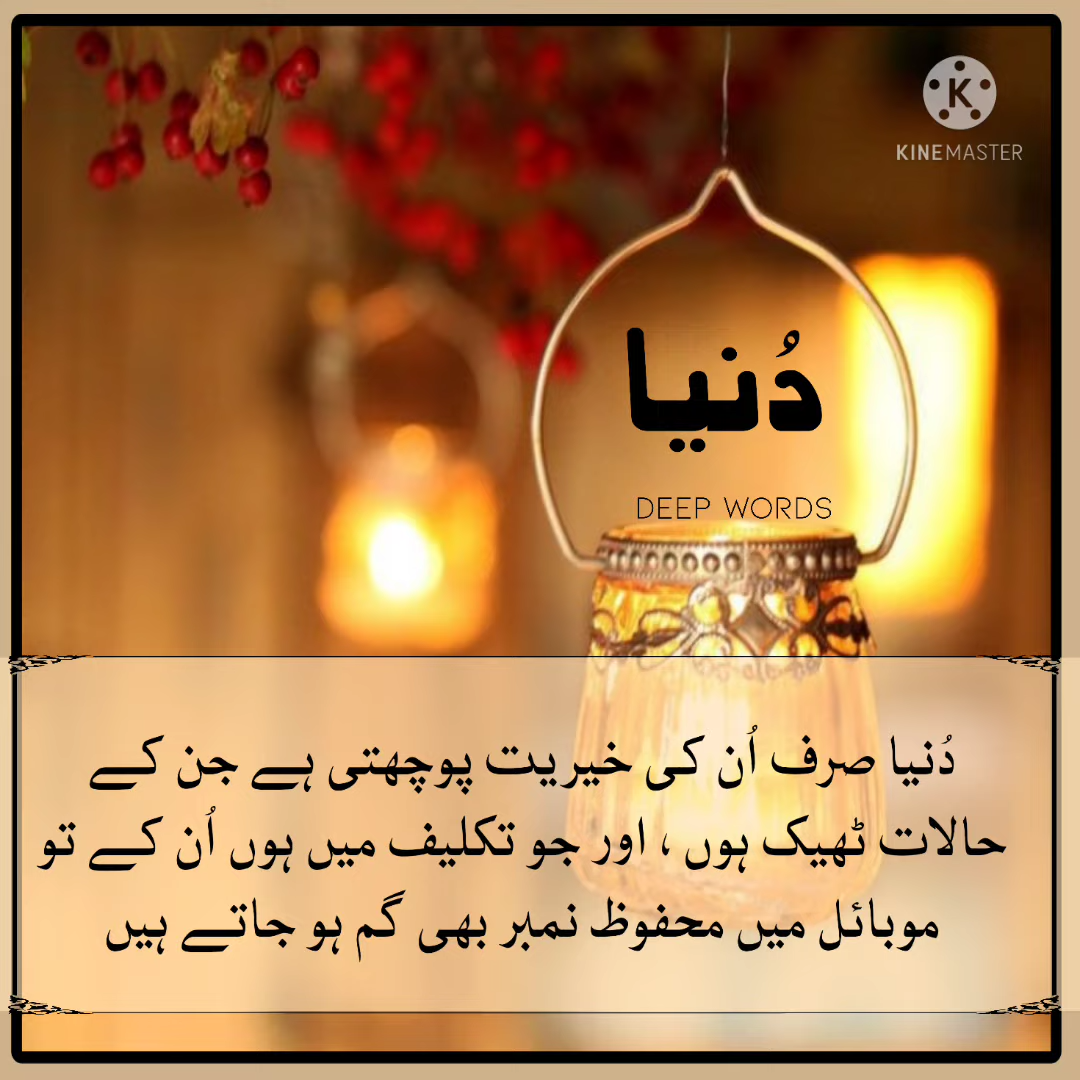 K
KINEMASTER
دُنیا
DEEP WORDS
دُنیا صرف اُن کی خیریت پوچھتی ہے جن کے
حالات ٹھیک ہوں ، اور جو تکلیف میں ہوں اُن کے تو
موبائل میں محفوظ نمبر بھی گم ہو جاتے ہیں